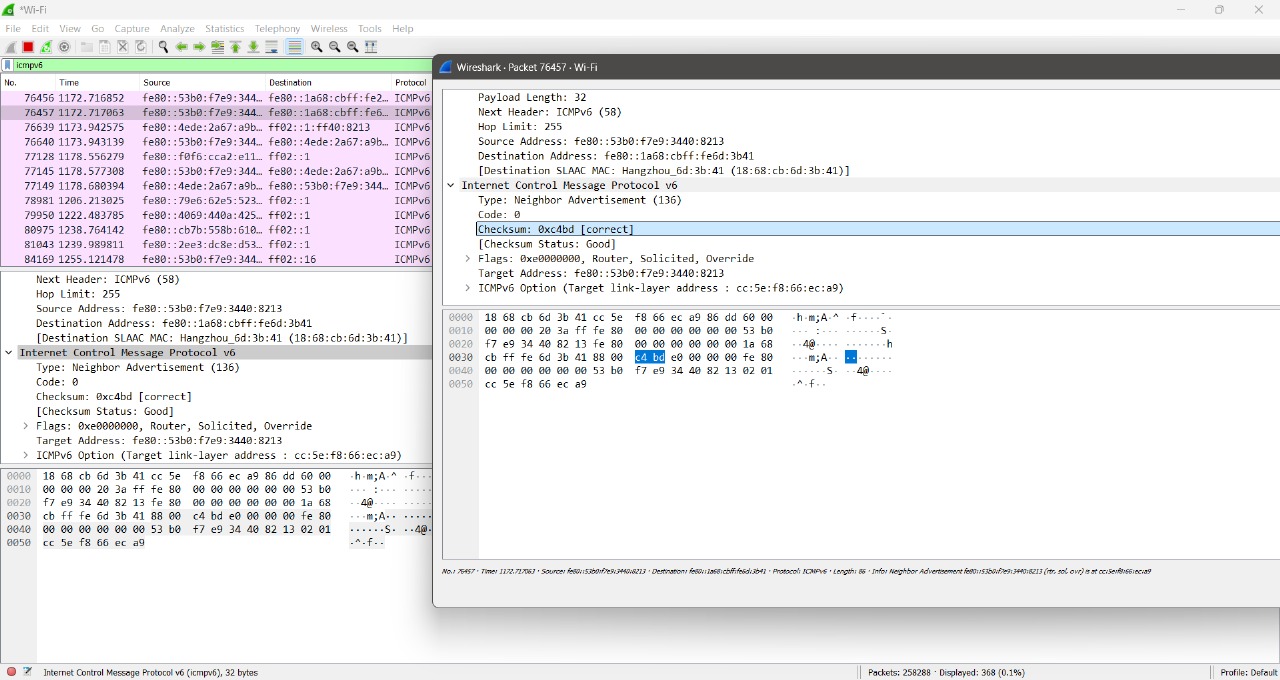 *Wi-Fi
File Edit View Go Capture Analyze Statistics Telephony Wireless Tools Help
icmpv6
No. Time Source Destination Protocol
76456 1172.716852 fe80::53b0:f7e9:344… fe80::1a68:cbff:fe2… ICMPv6
76457 1172.717063 fe80::53b0:f7e9:344… fe80::1a68:cbff:fe6… ICMPv6
76639 1173.942575 fe80::4ede:2a67:a9b… ff02::1:ff40:8213 ICMPv6
76640 1173.943139 fe80::53b0:f7e9:344… fe80::4ede:2a67:a9b… ICMPv6
77128 1178.556279 fe80::f0f6:cca2:e11… ff02::1 ICMPv6
77145 1178.577308 fe80::53b0:f7e9:344… fe80::4ede:2a67:a9b… ICMPv6
77149 1178.680394 fe80::4ede:2a67:a9b… fe80::53b0:f7e9:344… ICMPv6
78981 1206.213025 fe80::79e6:62e5:523… ff02::1 ICMPv6
79950 1222.483785 fe80::4069:440a:425… ff02::1 ICMPv6
80975 1238.764142 fe80::cb7b:558b:610… ff02::1 ICMPv6
81043 1239.989811 fe80::2ee3:dc8e:d53… ff02::1 ICMPv6
84169 1255.121478 fe80::53b0:f7e9:344… ff02::16 ICMPv6
Next Header: ICMPv6 (58)
Hop Limit: 255
Source Address: fe80::53b0:f7e9:3440:8213
Destination Address: fe80::1a68:cbff:fe6d:3b41
[Destination SLAAC MAC: Hangzhou_6d:3b:41 (18:68:cb:6d:3b:41)]
Internet Control Message Protocol v6
Type: Neighbor Advertisement (136)
Code: 0
Checksum: 0xc4bd [correct]
[Checksum Status: Good]
Flags: 0xe0000000, Router, Solicited, Override
Target Address: fe80::53b0:f7e9:3440:8213
ICMPv6 Option (Target link-layer address : cc:5e:f8:66:ec:a9)
0000 18 68 cb 6d 3b 41 cc 5e f8 66 ec a9 86 dd 60 00 ·h·m;A·^ ·f···
0010 00 00 00 20 3a ff fe 80 00 00 00 00 00 00 53 b0 ··· :··· ·····
0020 f7 e9 34 40 82 13 fe 80 00 00 00 00 00 00 1a 68 ··4@···· ·····
0030 cb ff fe 6d 3b 41 88 00 c4 bd e0 00 00 00 fe 80 ···m;A·· ·····
0040 00 00 00 00 00 00 53 b0 f7 e9 34 40 82 13 02 01 ······S· ··4@·
0050 cc 5e f8 66 ec a9 ·^·f··
Wireshark · Packet 76457 · Wi-Fi
Payload Length: 32
Next Header: ICMPv6 (58)
Hop Limit: 255
Source Address: fe80::53b0:f7e9:3440:8213
Destination Address: fe80::1a68:cbff:fe6d:3b41
[Destination SLAAC MAC: Hangzhou_6d:3b:41 (18:68:cb:6d:3b:41)]
Internet Control Message Protocol v6
Type: Neighbor Advertisement (136)
Code: 0
Checksum: 0xc4bd [correct]
[Checksum Status: Good]
Flags: 0xe0000000, Router, Solicited, Override
Target Address: fe80::53b0:f7e9:3440:8213
ICMPv6 Option (Target link-layer address : cc:5e:f8:66:ec:a9)
0000 18 68 cb 6d 3b 41 cc 5e f8 66 ec a9 86 dd 60 00 ·h·m;A·^ ·f····`·
0010 00 00 00 20 3a ff fe 80 00 00 00 00 00 00 53 b0 ··· :··· ······S·
0020 f7 e9 34 40 82 13 fe 80 00 00 00 00 00 00 1a 68 ··4@···· ·······h
0030 cb ff fe 6d 3b 41 88 00 c4 bd e0 00 00 00 fe 80 ···m;A·· ········
0040 00 00 00 00 00 00 53 b0 f7 e9 34 40 82 13 02 01 ······S· ··4@····
0050 cc 5e f8 66 ec a9 ·^·f··
No.: 76457 · Time: 1172.717063 · Source: fe80::53b0:f7e9:3440:8213 · Destination: fe80::1a68:cbff:fe6d:3b41 · Protocol: ICMPv6 · Length: 86 · Info: Neighbor Advertisement fe80::53b0:f7e9:3440:8213 (rtr, sol, ovr) is at cc:5e:f8:66:ec:a9
Internet Control Message Protocol v6 (icmpv6), 32 bytes
Packets: 258288 · Displayed: 368 (0.1%)
Profile: Default